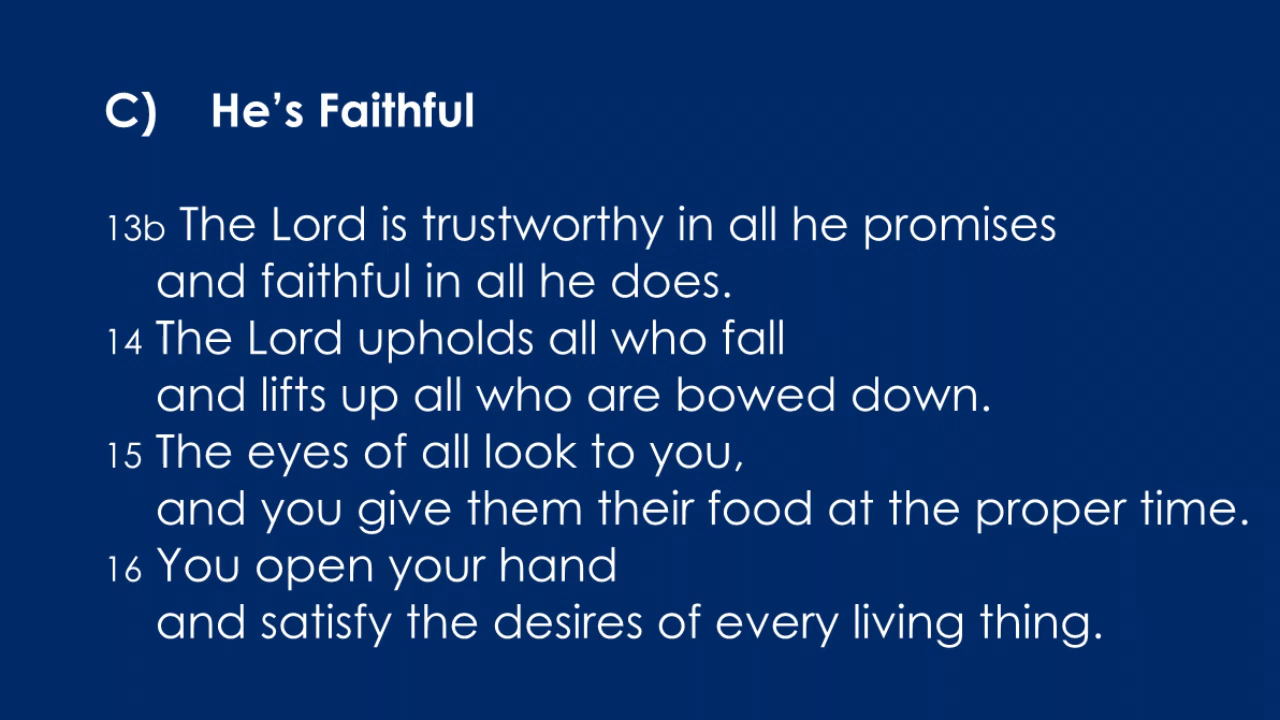 C) He’s Faithful
13b The Lord is trustworthy in all he promises
and faithful in all he does.
14 The Lord upholds all who fall
and lifts up all who are bowed down.
15 The eyes of all look to you,
and you give them their food at the proper time.
16 You open your hand
and satisfy the desires of every living thing.